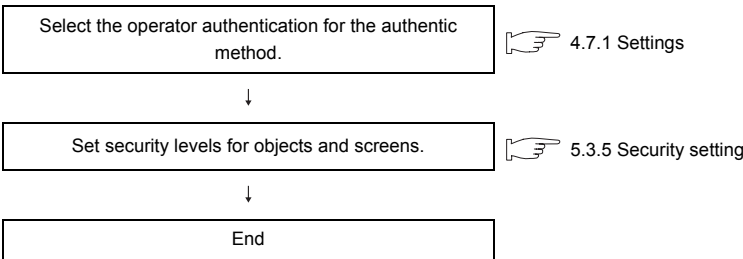 Select the operator authentication for the authentic
method.
4.7.1 Settings
↓
Set security levels for objects and screens.
5.3.5 Security setting
↓
End